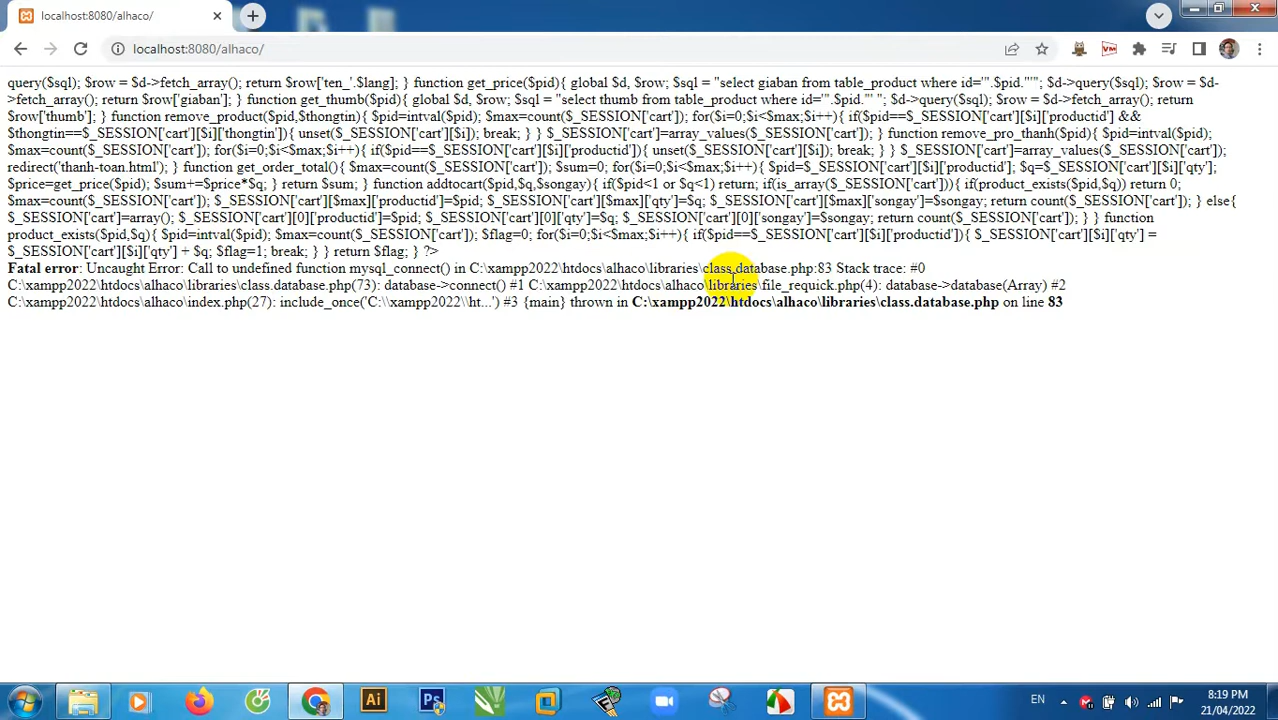 localhost:8080/alhaco/
localhost:8080/alhaco/
VM
query($sql); $row = $d->fetch_array(); return $row['ten_'.$lang]; } function get_price($pid){ global $d, $row; $sql = "select giaban from table_product where id='".$pid."'"; $d->query($sql); $row = $d-
>fetch_array(); return $row['giaban']; } function get_thumb($pid){ global $d, $row; $sql = "select thumb from table_product where id='".$pid."' "; $d->query($sql); $row = $d->fetch_array(); return
$row['thumb']; } function remove_product($pid,$thongtin){ $pid=intval($pid); $max=count($_SESSION['cart']); for($i=0;$i<$max;$i++){ if($pid==$_SESSION['cart'][$i]['productid'] &&
$thongtin==$_SESSION['cart'][$i]['thongtin']){ unset($_SESSION['cart'][$i]); break; } } $_SESSION['cart']=array_values($_SESSION['cart']); } function remove_pro_thanh($pid){ $pid=intval($pid);
$max=count($_SESSION['cart']); for($i=0;$i<$max;$i++){ if($pid==$_SESSION['cart'][$i]['productid']){ unset($_SESSION['cart'][$i]); break; } } $_SESSION['cart']=array_values($_SESSION['cart']);
redirect('thanh-toan.html'); } function get_order_total(){ $max=count($_SESSION['cart']); $sum=0; for($i=0;$i<$max;$i++){ $pid=$_SESSION['cart'][$i]['productid']; $q=$_SESSION['cart'][$i]['qty'];
$price=get_price($pid); $sum+=$price*$q; } return $sum; } function addtocart($pid,$q,$songay){ if($pid<1 or $q<1) return; if(is_array($_SESSION['cart'])){ if(product_exists($pid,$q)) return 0;
$max=count($_SESSION['cart']); $_SESSION['cart'][$max]['productid']=$pid; $_SESSION['cart'][$max]['qty']=$q; $_SESSION['cart'][$max]['songay']=$songay; return count($_SESSION['cart']); } else{
$_SESSION['cart']=array(); $_SESSION['cart'][0]['productid']=$pid; $_SESSION['cart'][0]['qty']=$q; $_SESSION['cart'][0]['songay']=$songay; return count($_SESSION['cart']); } } function
product_exists($pid,$q){ $pid=intval($pid); $max=count($_SESSION['cart']); $flag=0; for($i=0;$i<$max;$i++){ if($pid==$_SESSION['cart'][$i]['productid']){ $_SESSION['cart'][$i]['qty'] =
$_SESSION['cart'][$i]['qty'] + $q; $flag=1; break; } } return $flag; } ?>
Fatal error: Uncaught Error: Call to undefined function mysql_connect() in C:\xampp2022\htdocs\alhaco\libraries\class.database.php:83 Stack trace: #0
C:\xampp2022\htdocs\alhaco\libraries\class.database.php(73): database->connect() #1 C:\xampp2022\htdocs\alhaco\libraries\file_requick.php(4): database->database(Array) #2
C:\xampp2022\htdocs\alhaco\index.php(27): include_once('C:\\xampp2022\\ht...') #3 {main} thrown in C:\xampp2022\htdocs\alhaco\libraries\class.database.php on line 83
Ai
Ps
EN
8:19 PM
21/04/2022